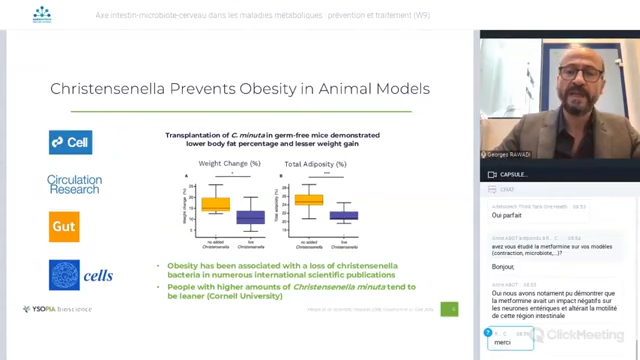 Axe intestin-microbiote-cerveau dans les maladies métaboliques : prévention et traitement (W9)
Christensenella Prevents Obesity in Animal Models
Cell
Circulation
Research
Gut
cells
Transplantation of C. minuta in germ-free mice demonstrated
lower body fat percentage and lesser weight gain
Weight Change (%)
Total Adiposity (%)
A
B
Weight change (%)
Total adiposity (%)
no added
Christensenella
live
Christensenella
no added
Christensenella
live
Christensenella
• Obesity has been associated with a loss of christensenella
bacteria in numerous international scientific publications
• People with higher amounts of Christensenella minuta tend to
be leaner (Cornell University)
YSOPIA bioscience
Georges RAWADI
CAPSULE...
CHAT
Oui parfait
avez vous étudié la metformine sur vos modèles
(contraction, microbiote,...)?
Bonjour,
Oui nous avonts notament pu démontrer que
la metformine avait un impact négatifs sur
les neurones entériques et altérait la motilité
de cette région intestinale
merci
ClickMeeting